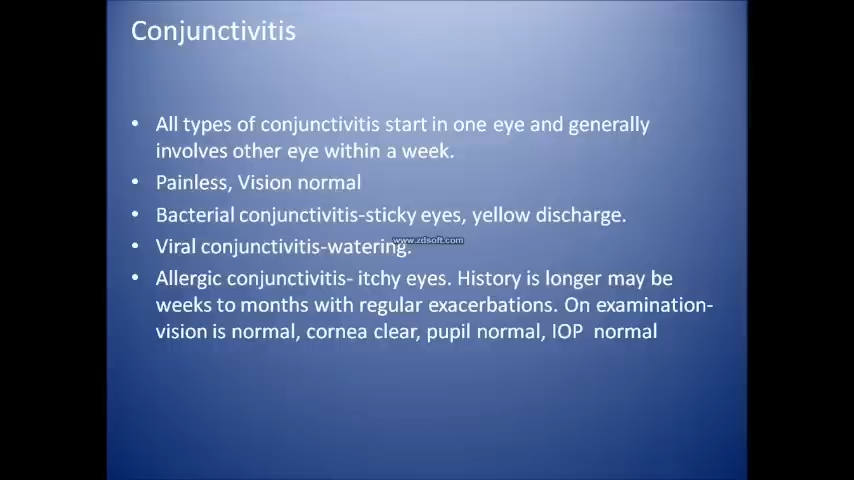 Conjunctivitis
• All types of conjunctivitis start in one eye and generally
involves other eye within a week.
• Painless, Vision normal
• Bacterial conjunctivitis-sticky eyes, yellow discharge.
• Viral conjunctivitis-watering.
www.zdsoft.com
• Allergic conjunctivitis- itchy eyes. History is longer may be
weeks to months with regular exacerbations. On examination-
vision is normal, cornea clear, pupil normal, IOP  normal